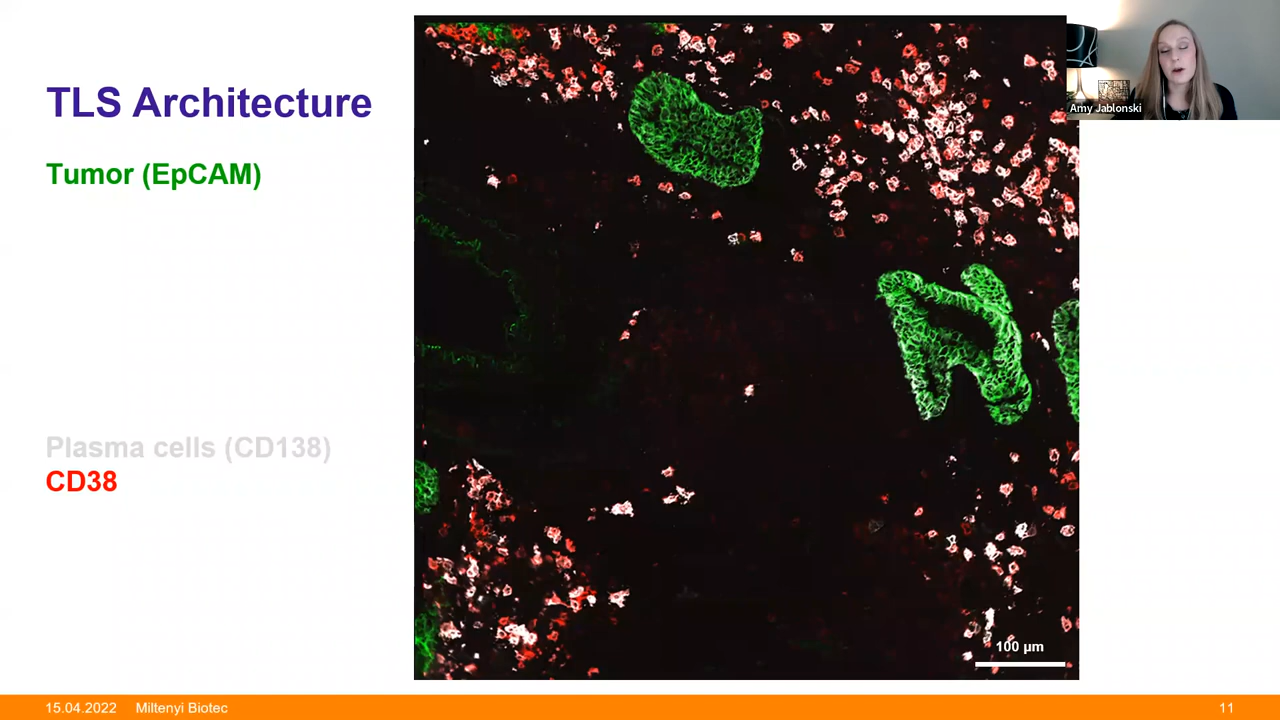 TLS Architecture
Tumor (EpCAM)
Plasma cells (CD138)
CD38
100 µm
Amy Jablonski
15.04.2022 Miltenyi Biotec
11